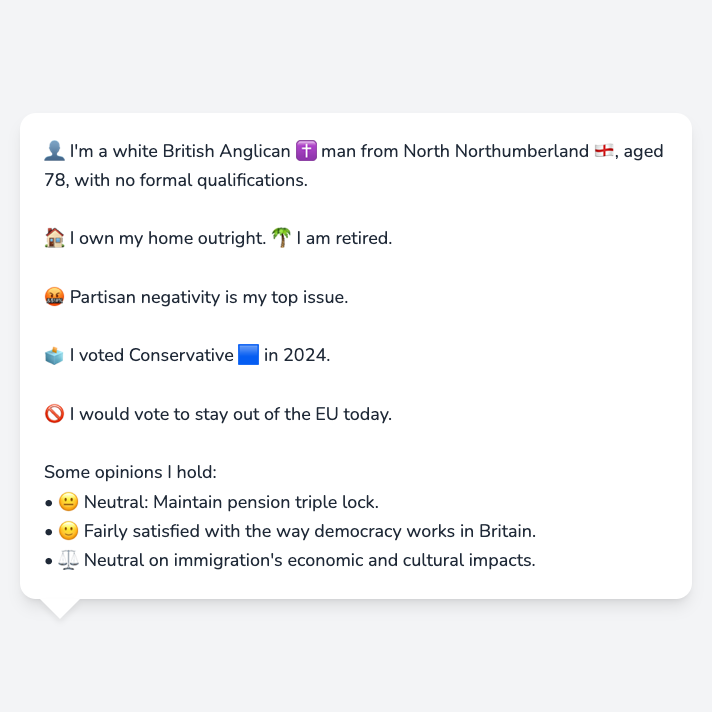 👤 I'm a white British Anglican ✝️ man from North Northumberland 🏴󠁧󠁢󠁥󠁮󠁧󠁿, aged
78, with no formal qualifications.
🏠 I own my home outright. 🌴 I am retired.
🤬 Partisan negativity is my top issue.
🗳️ I voted Conservative 🟦 in 2024.
🚫 I would vote to stay out of the EU today.
Some opinions I hold:
• 😐 Neutral: Maintain pension triple lock.
• 🙂 Fairly satisfied with the way democracy works in Britain.
• ⚖️ Neutral on immigration's economic and cultural impacts.